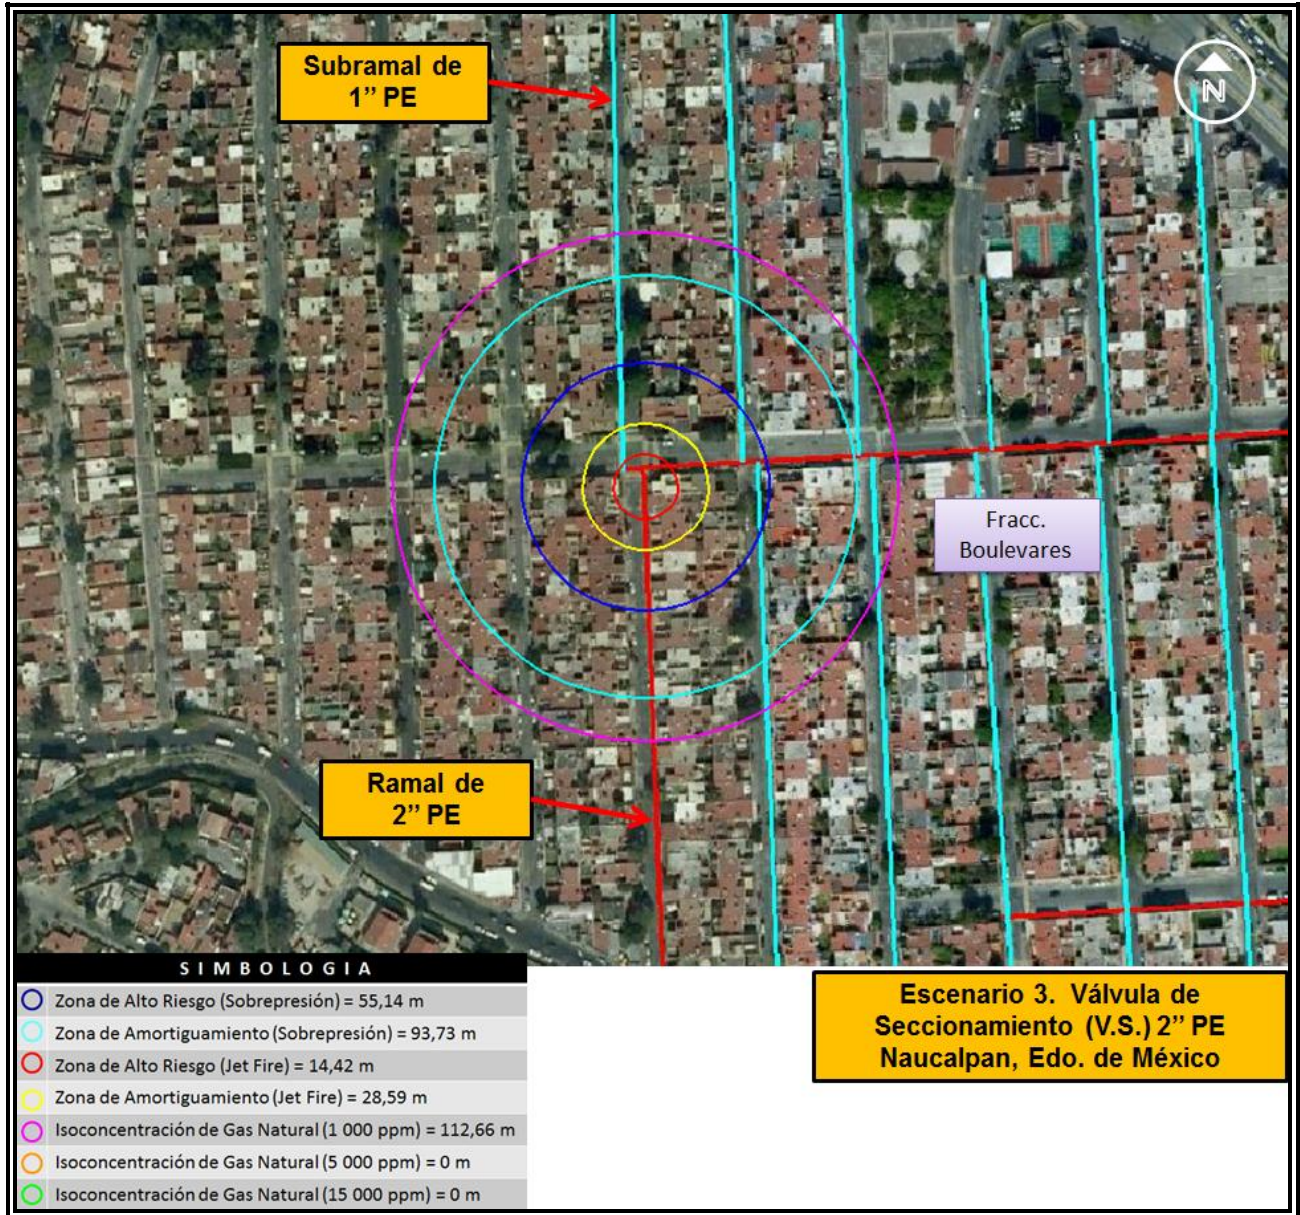 Subramal de
1” PE
N
Fracc.
Boulevares
Ramal de
2” PE
SIMBOLOGIA
Zona de Alto Riesgo (Sobrepresión) = 55,14 m
Zona de Amortiguamiento (Sobrepresión) = 93,73 m
Zona de Alto Riesgo (Jet Fire) = 14,42 m
Zona de Amortiguamiento (Jet Fire) = 28,59 m
Isoconcentración de Gas Natural (1 000 ppm) = 112,66 m
Isoconcentración de Gas Natural (5 000 ppm) = 0 m
Isoconcentración de Gas Natural (15 000 ppm) = 0 m
Escenario 3. Válvula de
Seccionamiento (V.S.) 2” PE
Naucalpan, Edo. de México